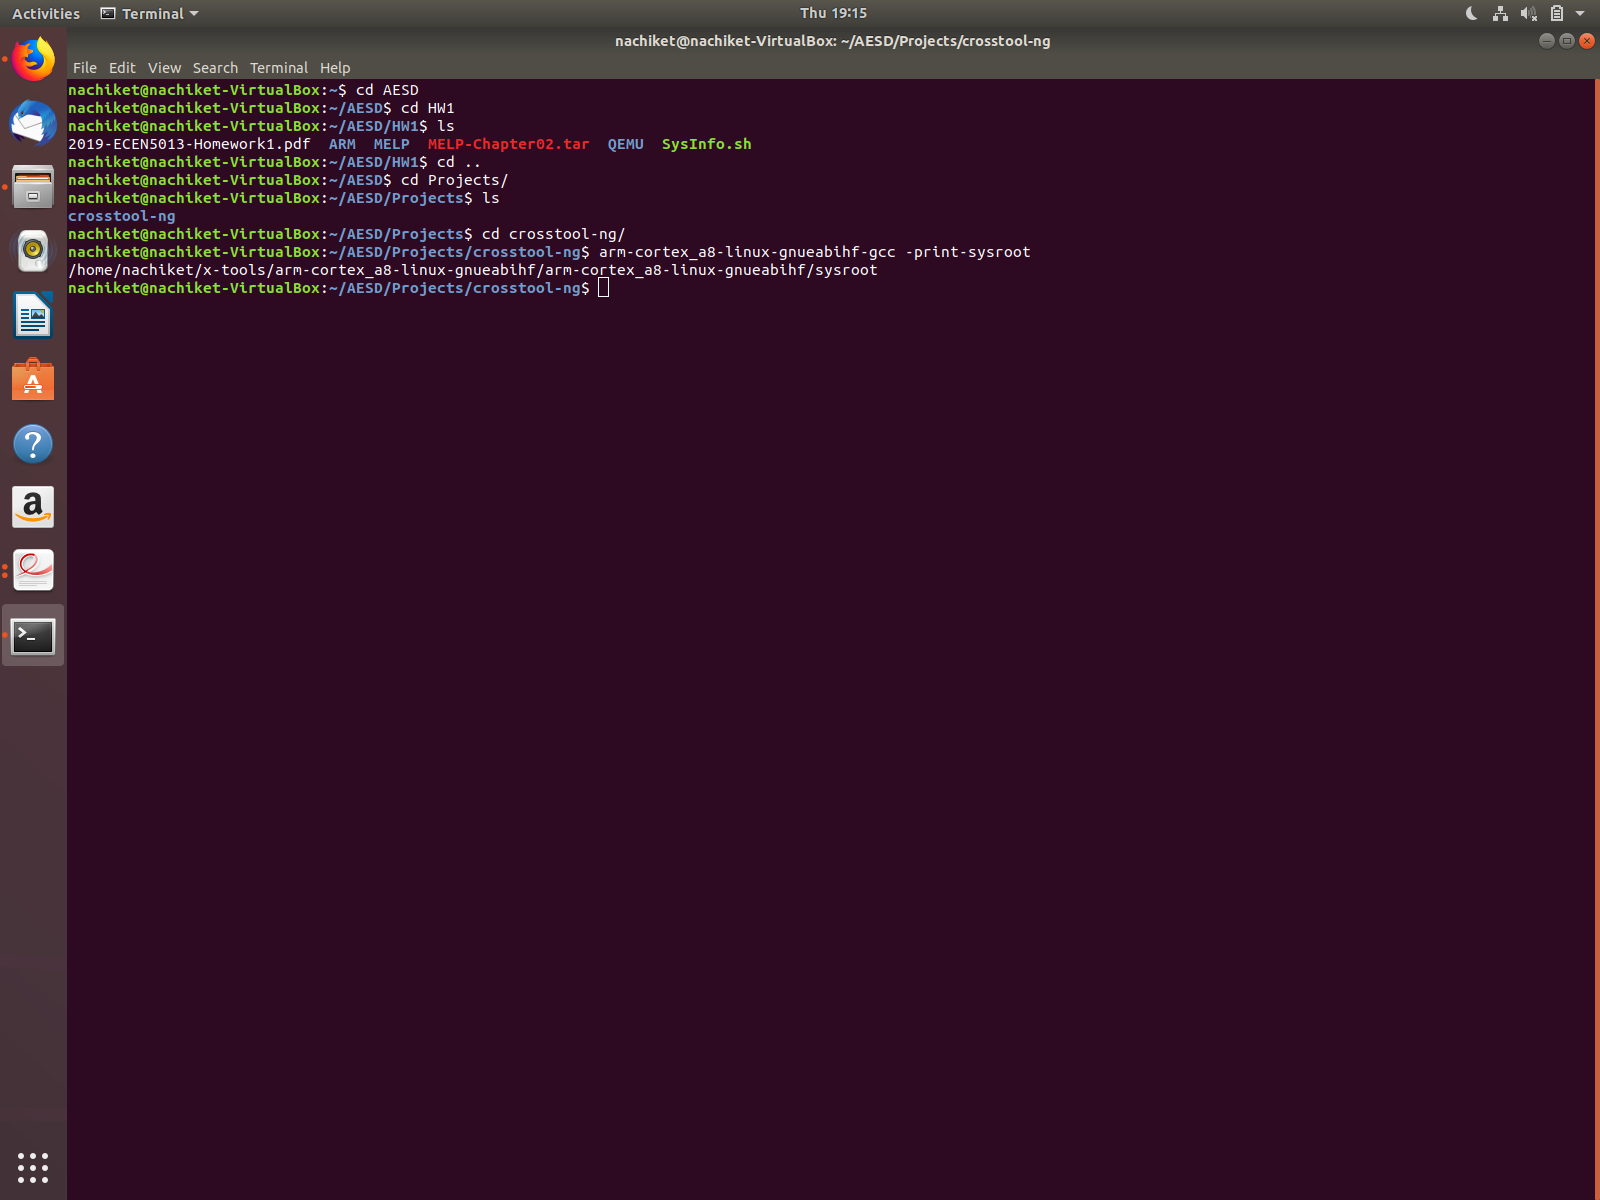 Activities
Terminal
Thu 19:15
nachiket@nachiket-VirtualBox: ~/AESD/Projects/crosstool-ng
File Edit View Search Terminal Help
nachiket@nachiket-VirtualBox:~$ cd AESD
nachiket@nachiket-VirtualBox:~/AESD$ cd HW1
nachiket@nachiket-VirtualBox:~/AESD/HW1$ ls
2019-ECEN5013-Homework1.pdf  ARM  MELP  MELP-Chapter02.tar  QEMU  SysInfo.sh
nachiket@nachiket-VirtualBox:~/AESD/HW1$ cd ..
nachiket@nachiket-VirtualBox:~/AESD$ cd Projects/
nachiket@nachiket-VirtualBox:~/AESD/Projects$ ls
crosstool-ng
nachiket@nachiket-VirtualBox:~/AESD/Projects$ cd crosstool-ng/
nachiket@nachiket-VirtualBox:~/AESD/Projects/crosstool-ng$ arm-cortex_a8-linux-gnueabihf-gcc -print-sysroot
/home/nachiket/x-tools/arm-cortex_a8-linux-gnueabihf/arm-cortex_a8-linux-gnueabihf/sysroot
nachiket@nachiket-VirtualBox:~/AESD/Projects/crosstool-ng$